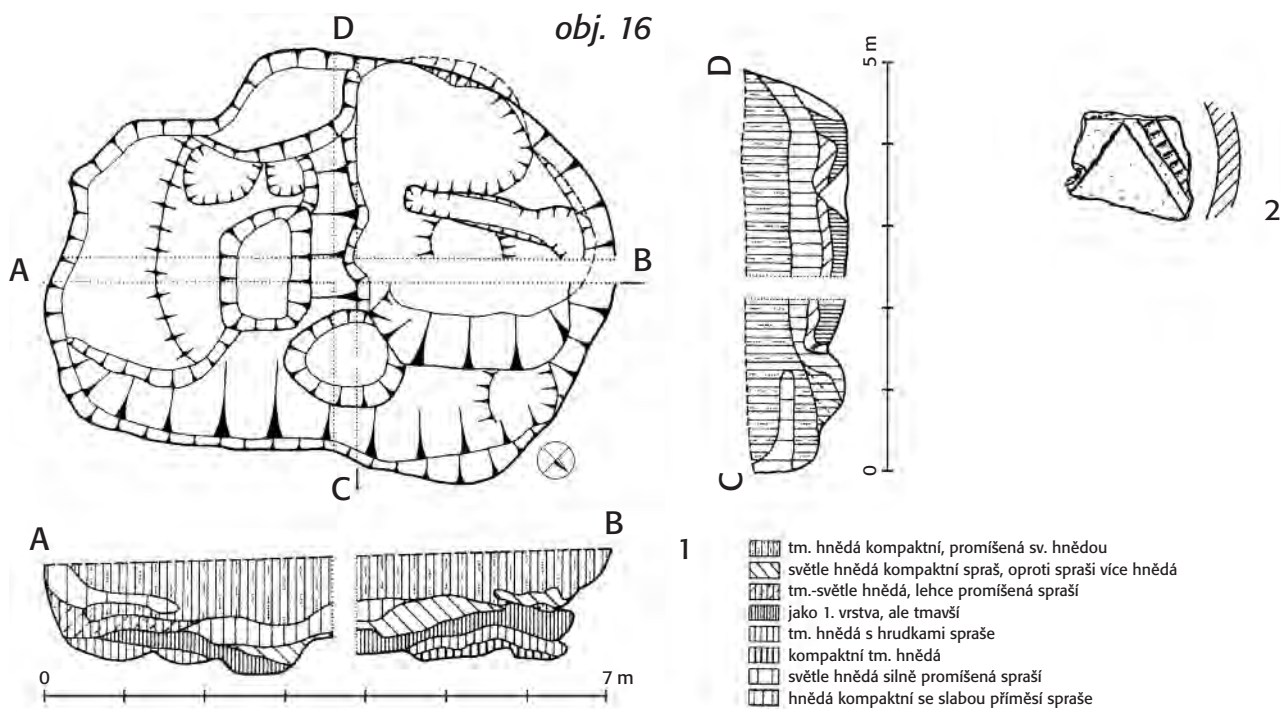 obj. 16
D
A
B
C
D
5 m
0
C
2
A
B
0
7 m
1
tm. hnědá kompaktní, promíšená sv. hnědou
světle hnědá kompaktní spraš, oproti spraši více hnědá
tm.-světle hnědá, lehce promíšená spraší
jako 1. vrstva, ale tmavší
tm. hnědá s hrudkami spraše
kompaktní tm. hnědá
světle hnědá silně promíšená spraší
hnědá kompaktní se slabou příměsí spraše